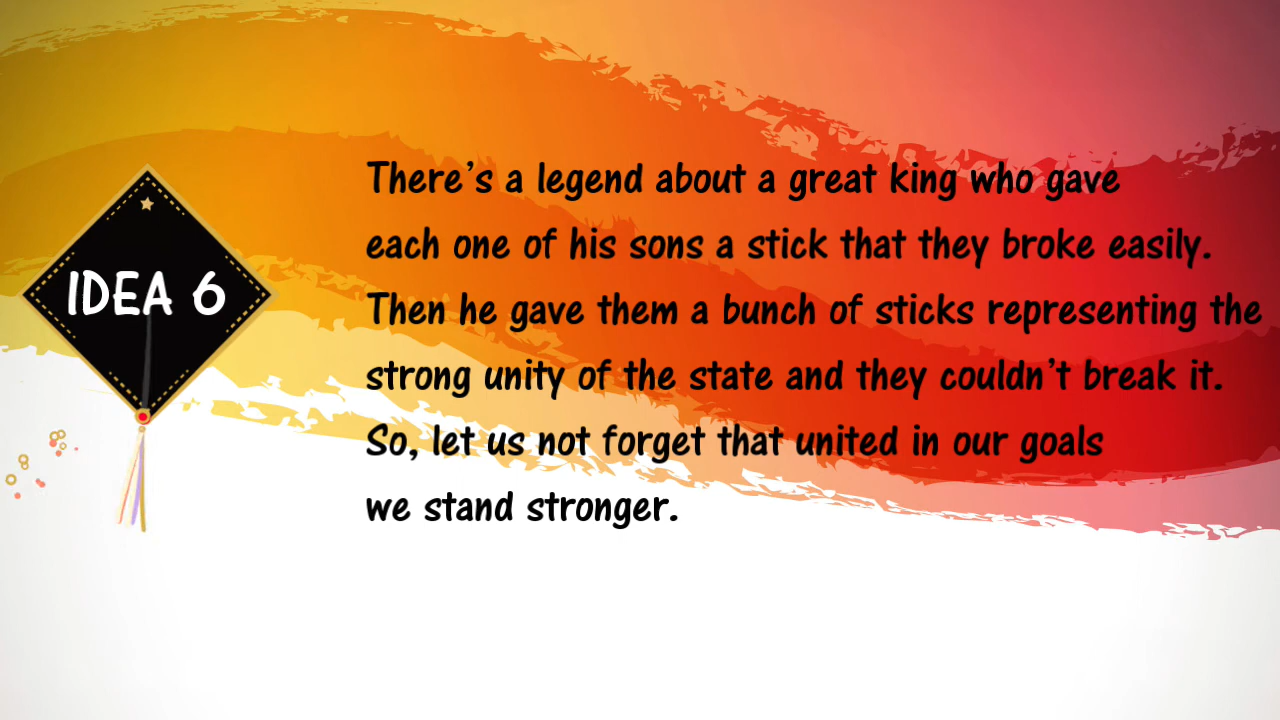 IDEA 6
There's a legend about a great king who gave
each one of his sons a stick that they broke easily.
Then he gave them a bunch of sticks representing the
strong unity of the state and they couldn't break it.
So, let us not forget that united in our goals
we stand stronger.